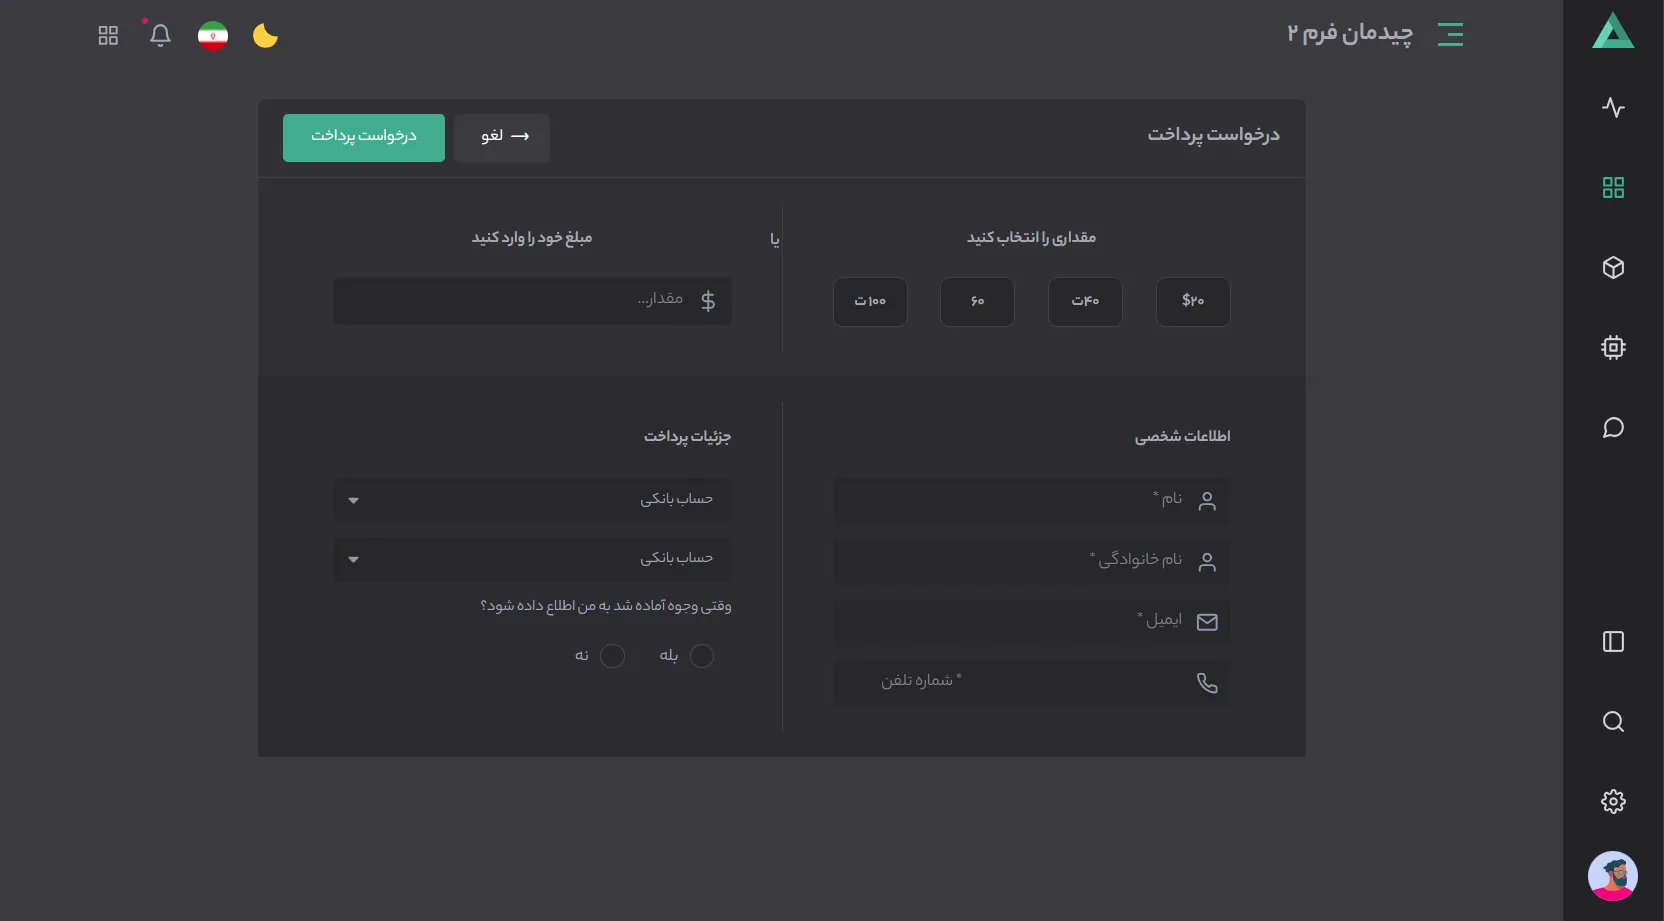 چیدمان فرم ۲
درخواست پرداخت
لغو
درخواست پرداخت
مقداری را انتخاب کنید
یا
مبلغ خود را وارد کنید
$۲۰
۴۰ت
۶۰
۱۰۰ ت
مقدار...
اطلاعات شخصی
نام *
نام خانوادگی *
ایمیل *
* شماره تلفن
جزئیات پرداخت
حساب بانکی
حساب بانکی
وقتی وجوه آماده شد به من اطلاع داده شود؟
بله
نه